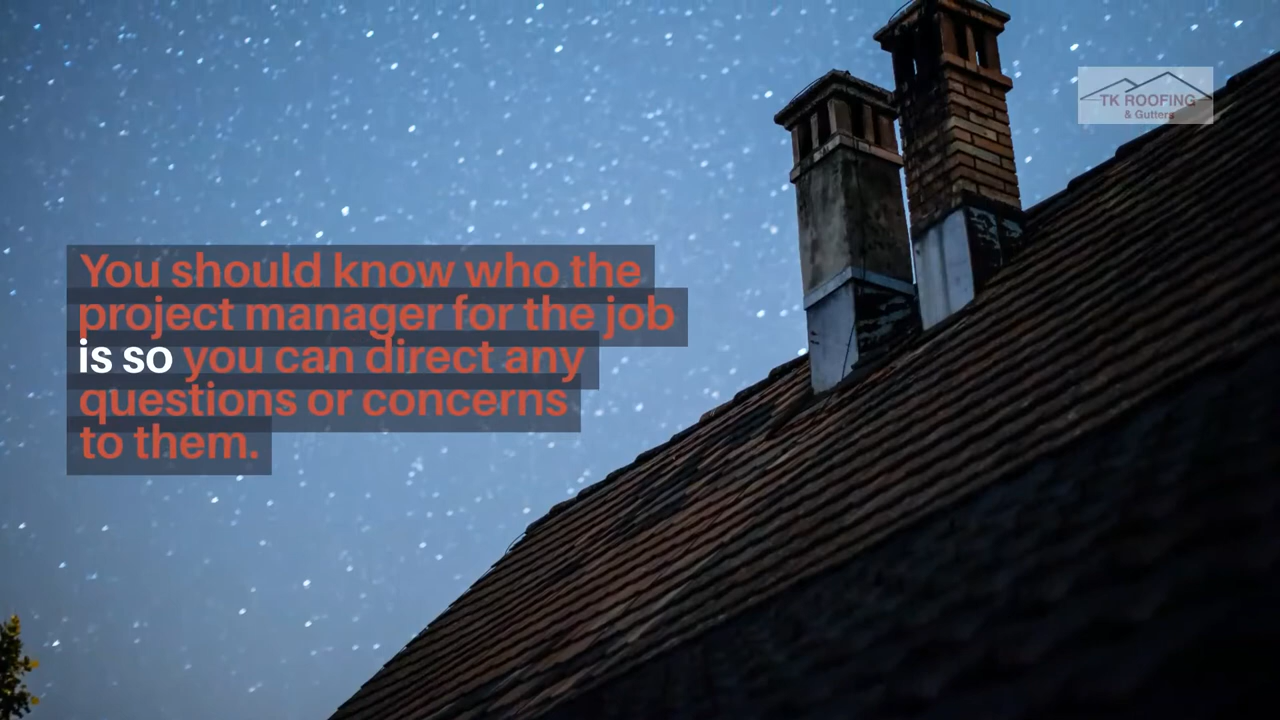 TK ROOFING
& Gutters
You should know who the
project manager for the job
is so you can direct any
questions or concerns
to them.